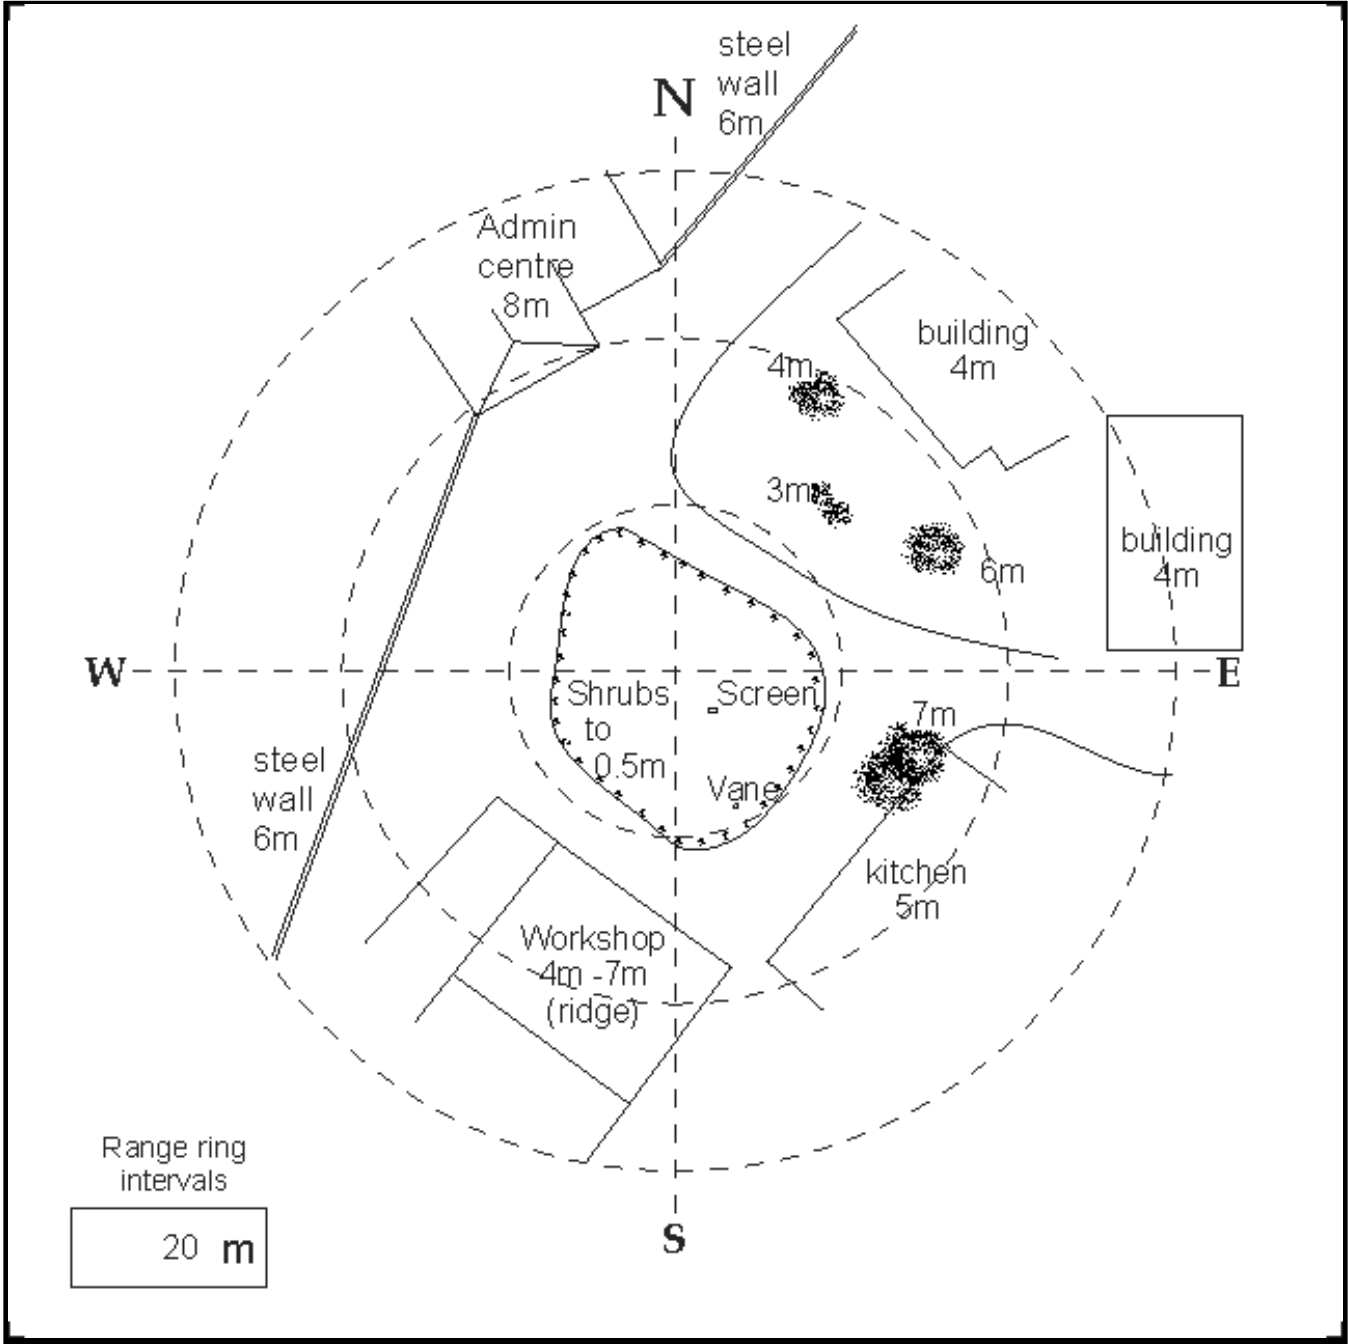 steel
wall
6m
N
Admin
centre
8m
building
4m
4m
3m
6m
building
4m
W
E
Shrubs
to
0.5m
Screen
7m
Vane
steel
wall
6m
kitchen
5m
Workshop
4m -7m
(ridge)
Range ring
intervals
20 m
S